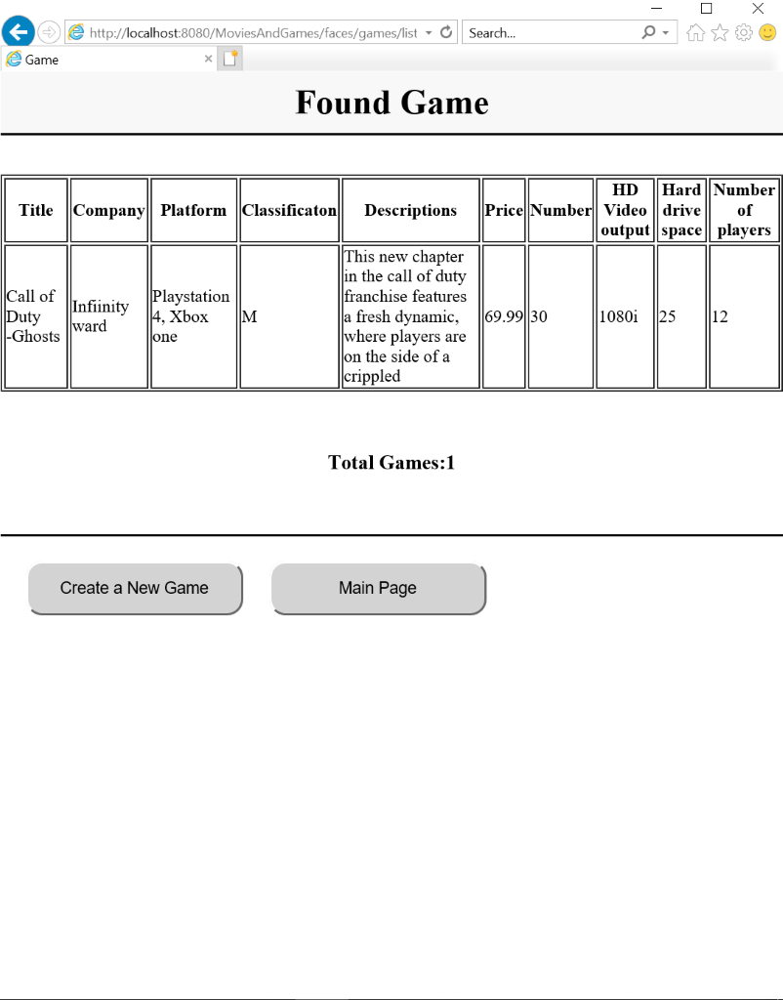 http://localhost:8080/MoviesAndGames/faces/games/list
Search...
Game
Found Game
Title
Company
Platform
Classificaton
Descriptions
Price
Number
HD
Video
output
Hard
drive
space
Number
of
players
Call of
Duty
-Ghosts
Infiinity
ward
Playstation
4, Xbox
one
M
This new chapter
in the call of duty
franchise features
a fresh dynamic,
where players are
on the side of a
crippled
69.99
30
1080i
25
12
Total Games:1
Create a New Game
Main Page